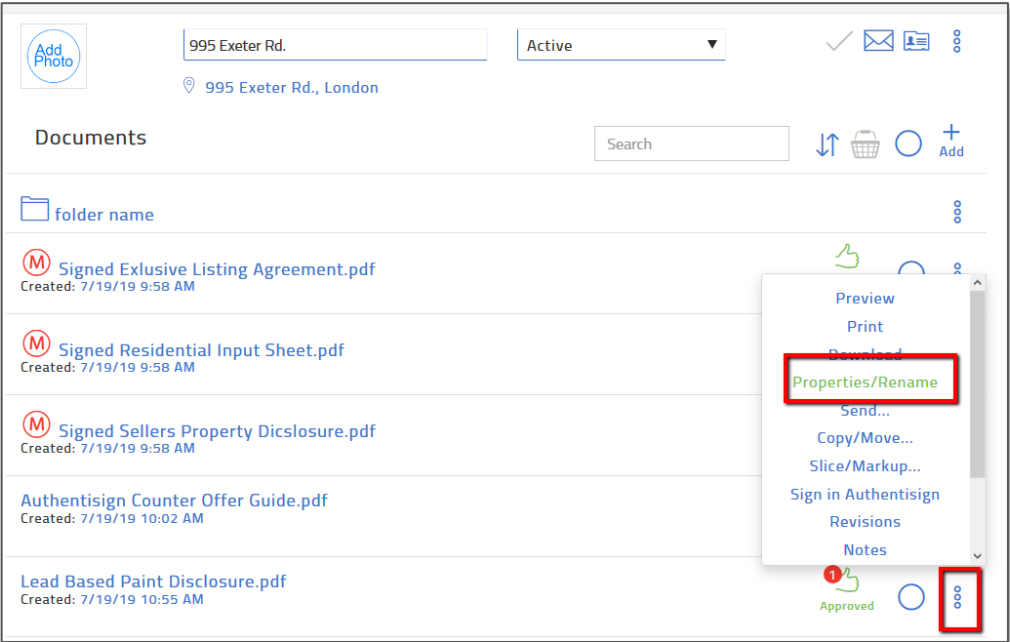 Add
Photo
995 Exeter Rd.
Active
995 Exeter Rd., London
Documents
Search
Add
folder name
M Signed Exlusive Listing Agreement.pdf
Created: 7/19/19 9:58 AM
M Signed Residential Input Sheet.pdf
Created: 7/19/19 9:58 AM
M Signed Sellers Property Dicslosure.pdf
Created: 7/19/19 9:58 AM
Authentisign Counter Offer Guide.pdf
Created: 7/19/19 10:02 AM
Lead Based Paint Disclosure.pdf
Created: 7/19/19 10:55 AM
Preview
Print
Download
Properties/Rename
Send...
Copy/Move...
Slice/Markup...
Sign in Authentisign
Revisions
Notes
1
Approved